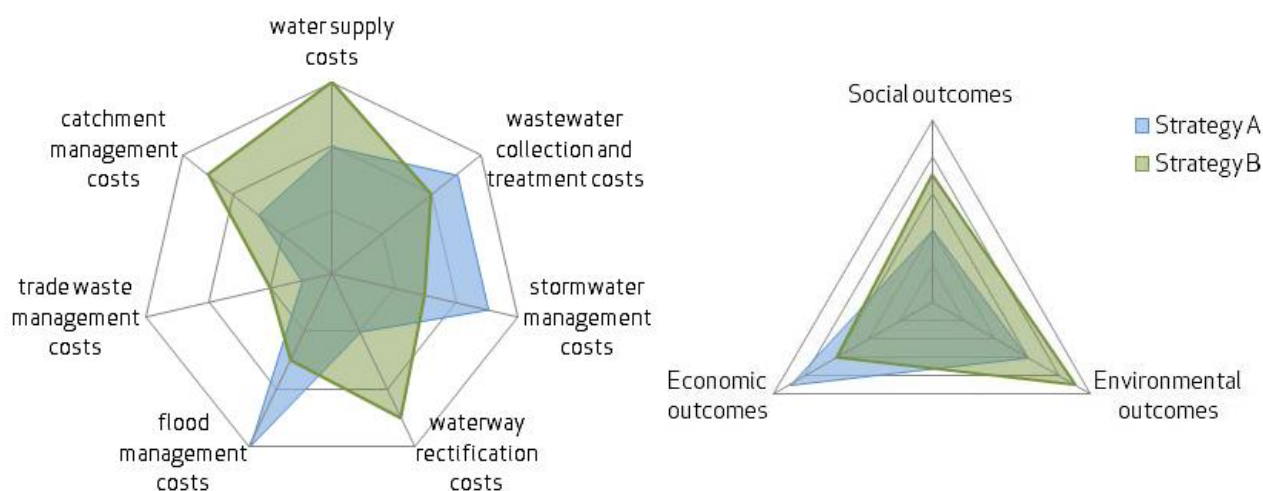 water supply
costs
wastewater
collection and
treatment costs
stormwater
management costs
waterway
rectification
costs
flood
management costs
costs
trade waste
management
costs
catchment
management
costs
Social outcomes
Environmental
outcomes
Economic
outcomes
Strategy A
Strategy B